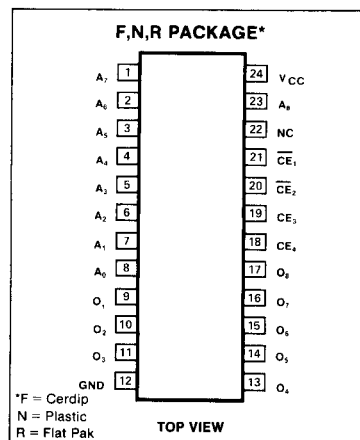 F,N,R PACKAGE*
A₇ 1 24 VCC
A₆ 2 23 A₈
A₅ 3 22 NC
A₄ 4 21 C̅E̅₁
A₃ 5 20 C̅E̅₂
A₂ 6 19 CE₃
A₁ 7 18 CE₄
A₀ 8 17 O₈
O₁ 9 16 O₇
O₂ 10 15 O₆
O₃ 11 14 O₅
GND 12 13 O₄
*F = Cerdip
N = Plastic
R = Flat Pak
TOP VIEW